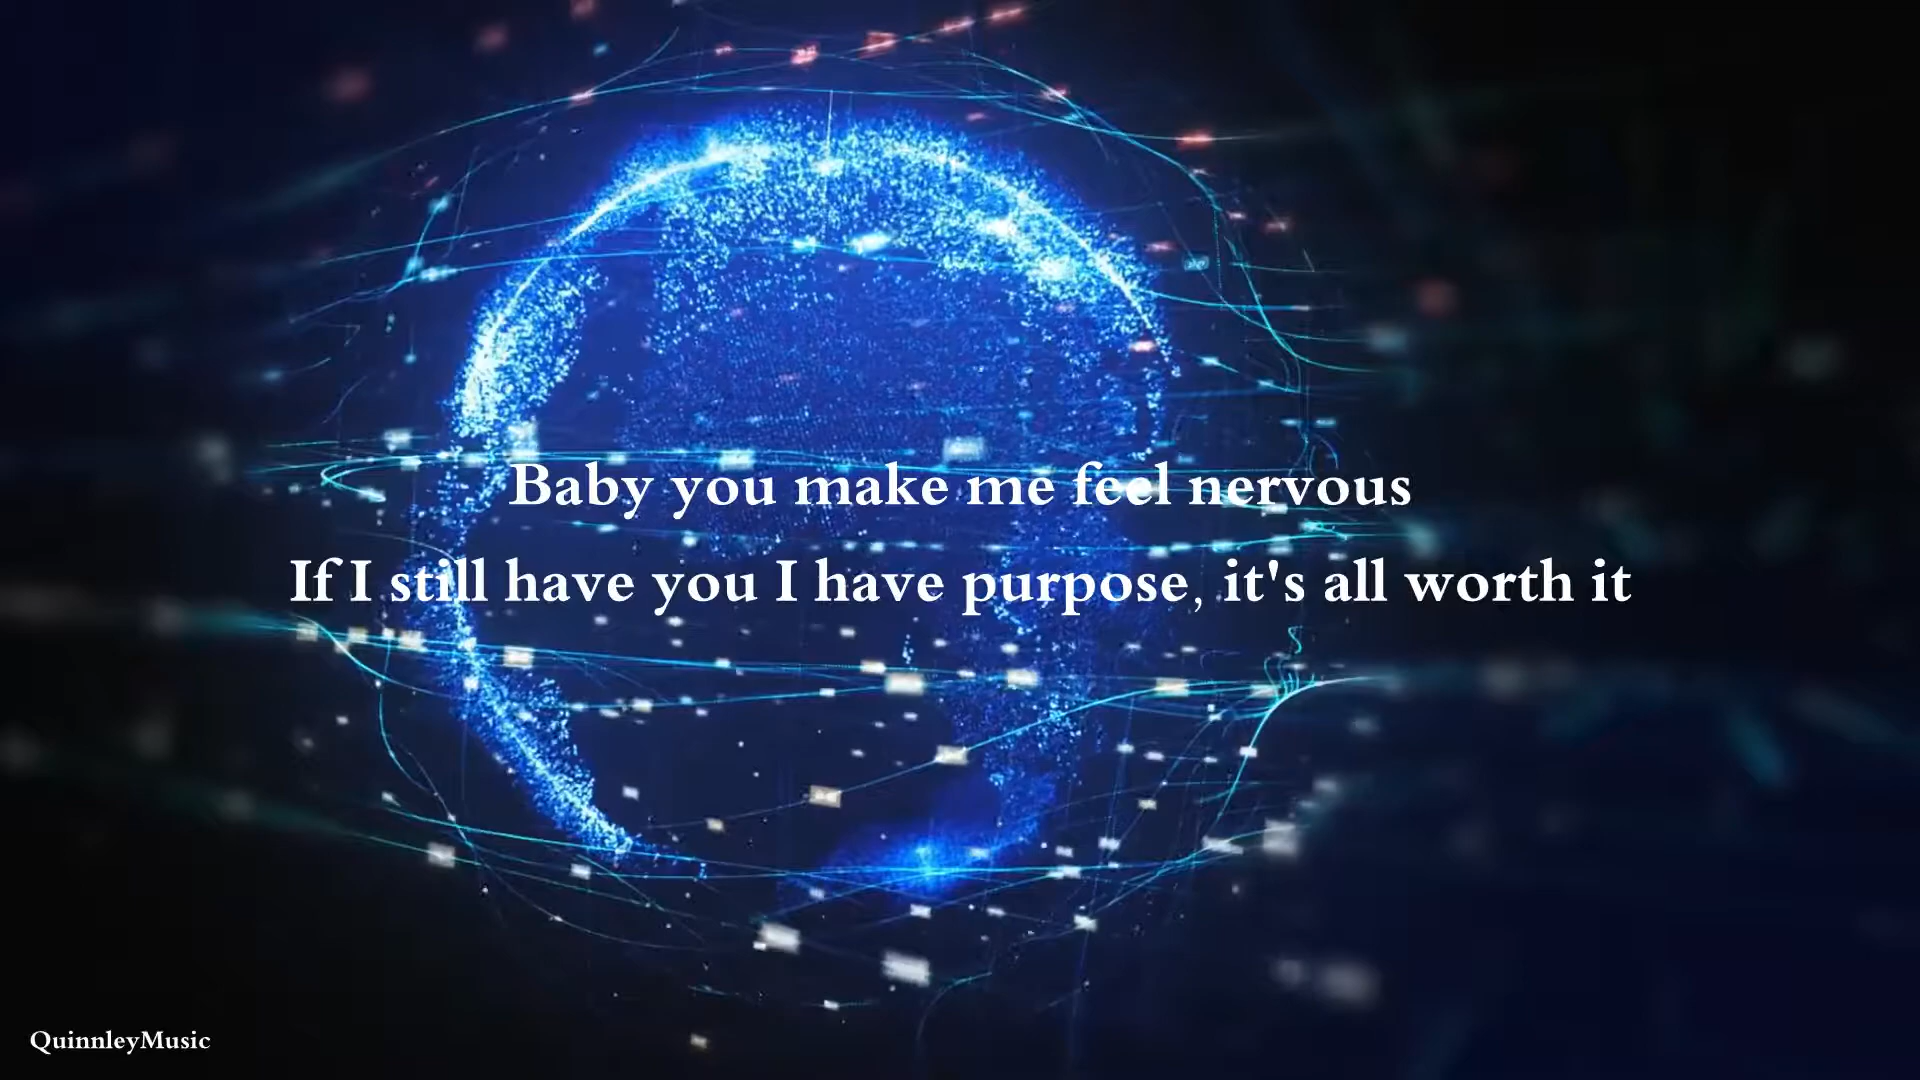 Baby you make me feel nervous
If I still have you I have purpose, it's all worth it
QuinnleyMusic